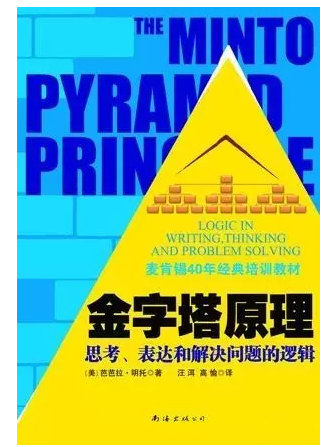 THE MINTO
PYRAMID
PRINCIPLE
LOGIC IN
WRITING,THINKING
AND PROBLEM SOLVING
麦肯锡40年经典培训教材
金字塔原理
思考、表达和解决问题的逻辑
(美)芭芭拉·明托 著 汪洱 高愉 译
南海出版公司